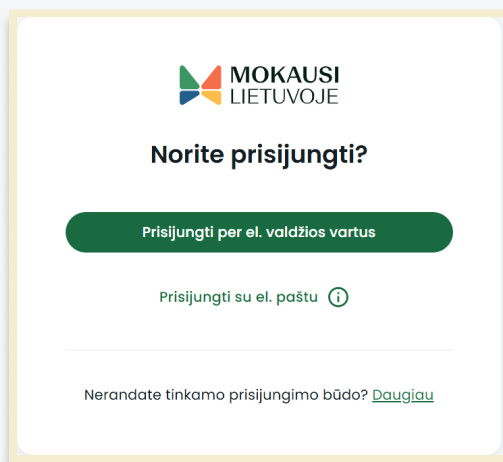 MOKAUSI
LIETUVOJE
Norite prisijungti?
Prisijungti per el. valdžios vartus
Prisijungti su el. paštu
Nerandate tinkamo prisijungimo būdo? Daugiau